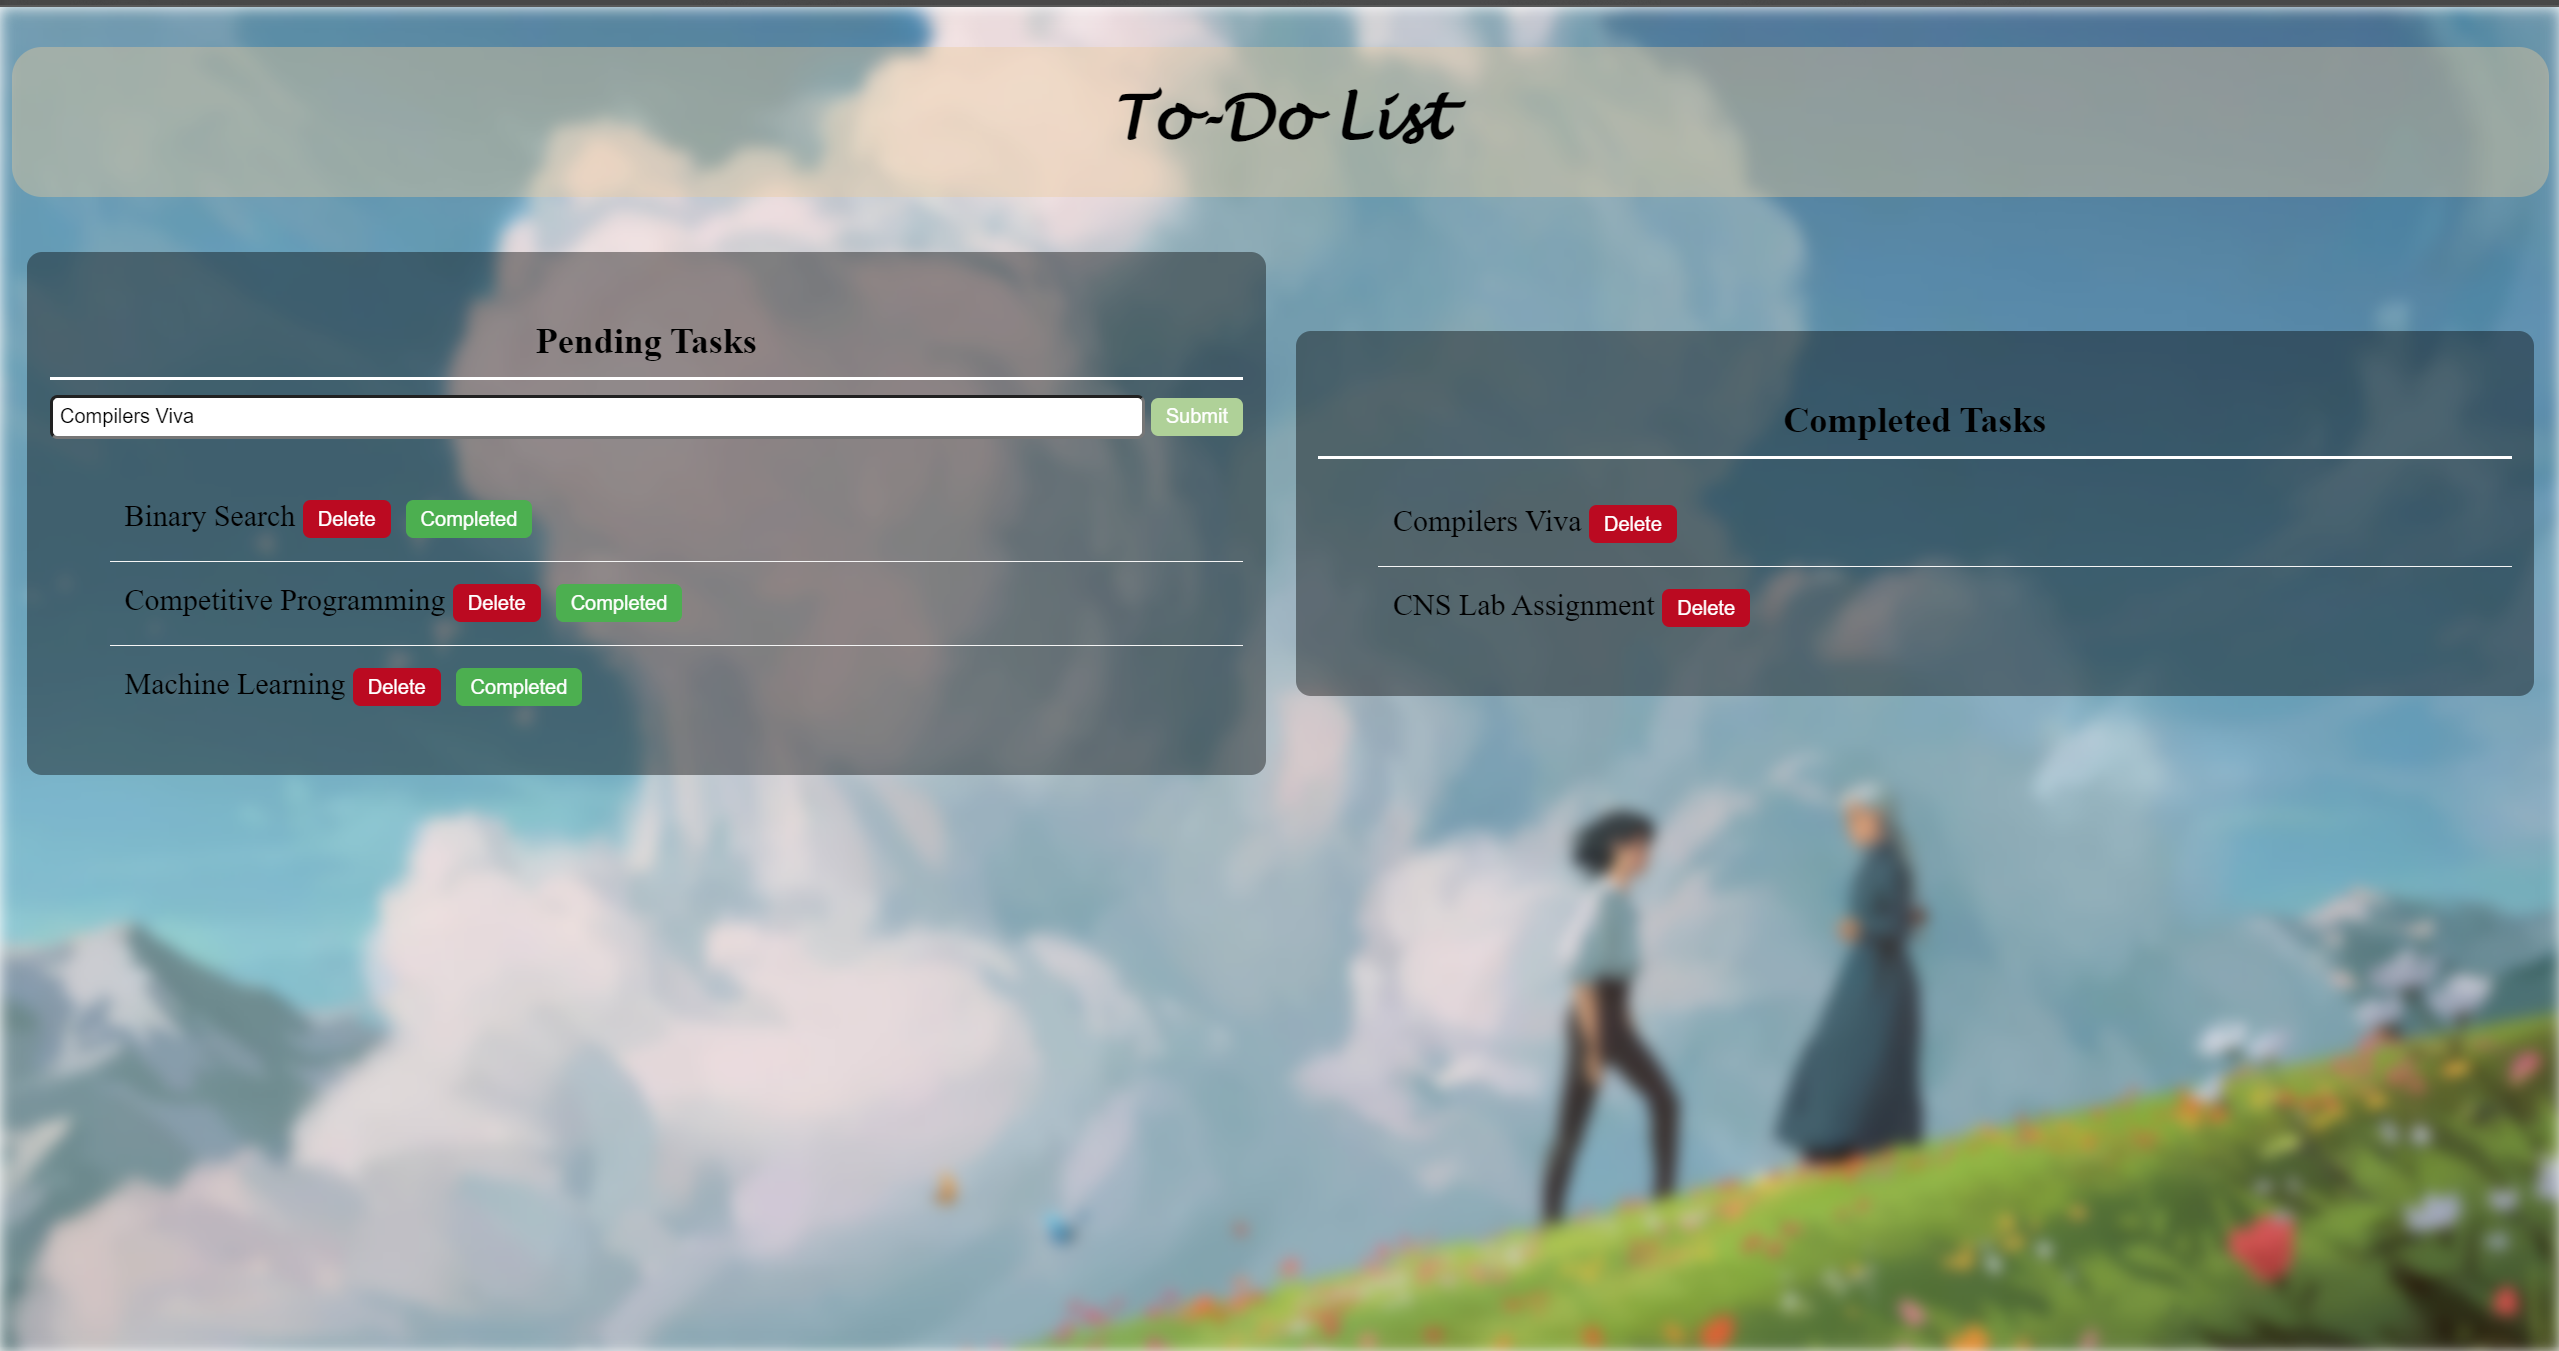 To-Do List
Pending Tasks
Compilers Viva Submit
Binary Search Delete Completed
Competitive Programming Delete Completed
Machine Learning Delete Completed
Completed Tasks
Compilers Viva Delete
CNS Lab Assignment Delete